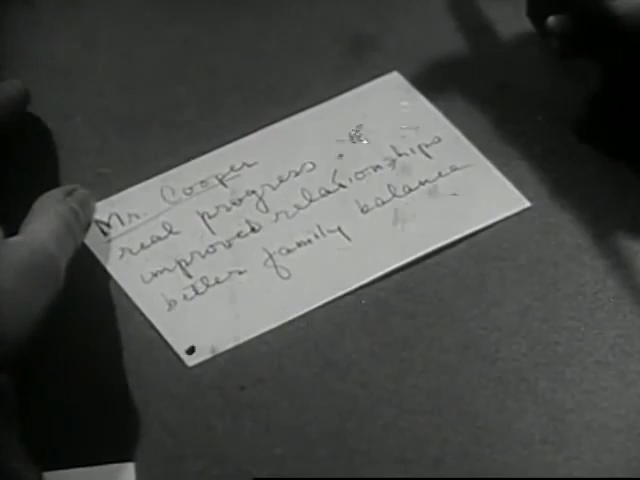 Mr. Cooper
real progress
improved relationships
better family balance